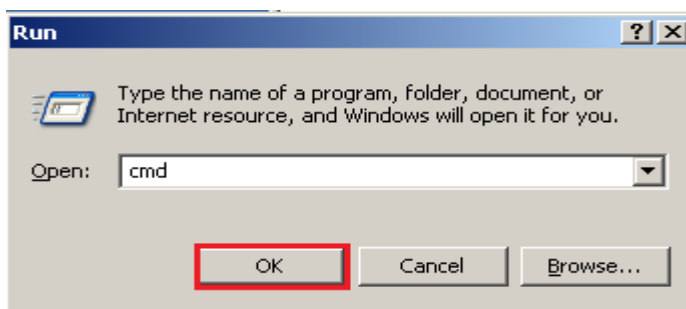 Run
Type the name of a program, folder, document, or
Internet resource, and Windows will open it for you.
Open: cmd
OK Cancel Browse...